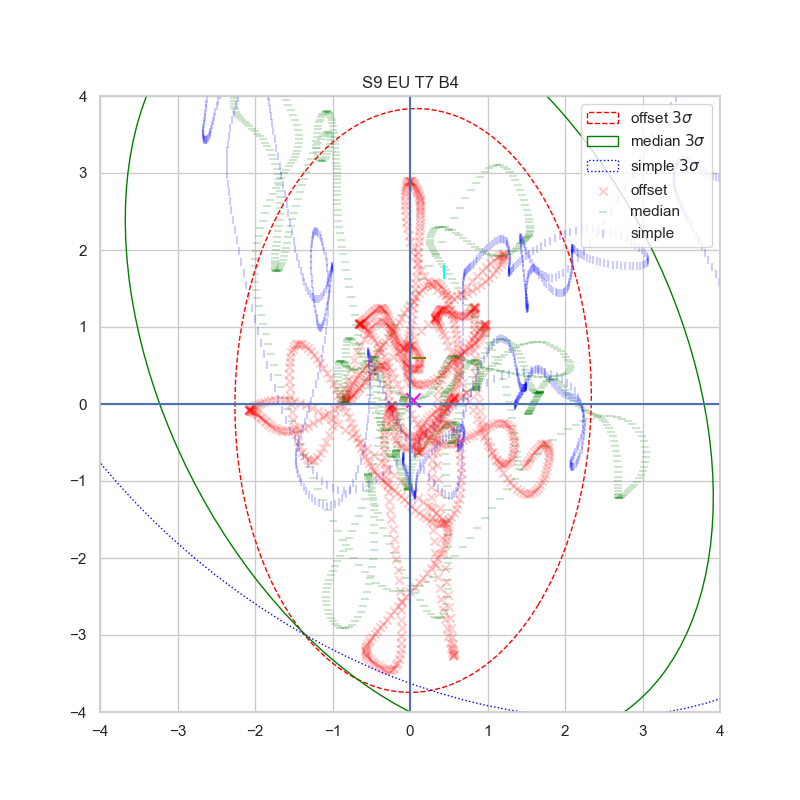 S9 EU T7 B4
offset 3σ
median 3σ
simple 3σ
offset
median
simple
4
3
2
1
0
−1
−2
−3
−4
−4 −3 −2 −1 0 1 2 3 4